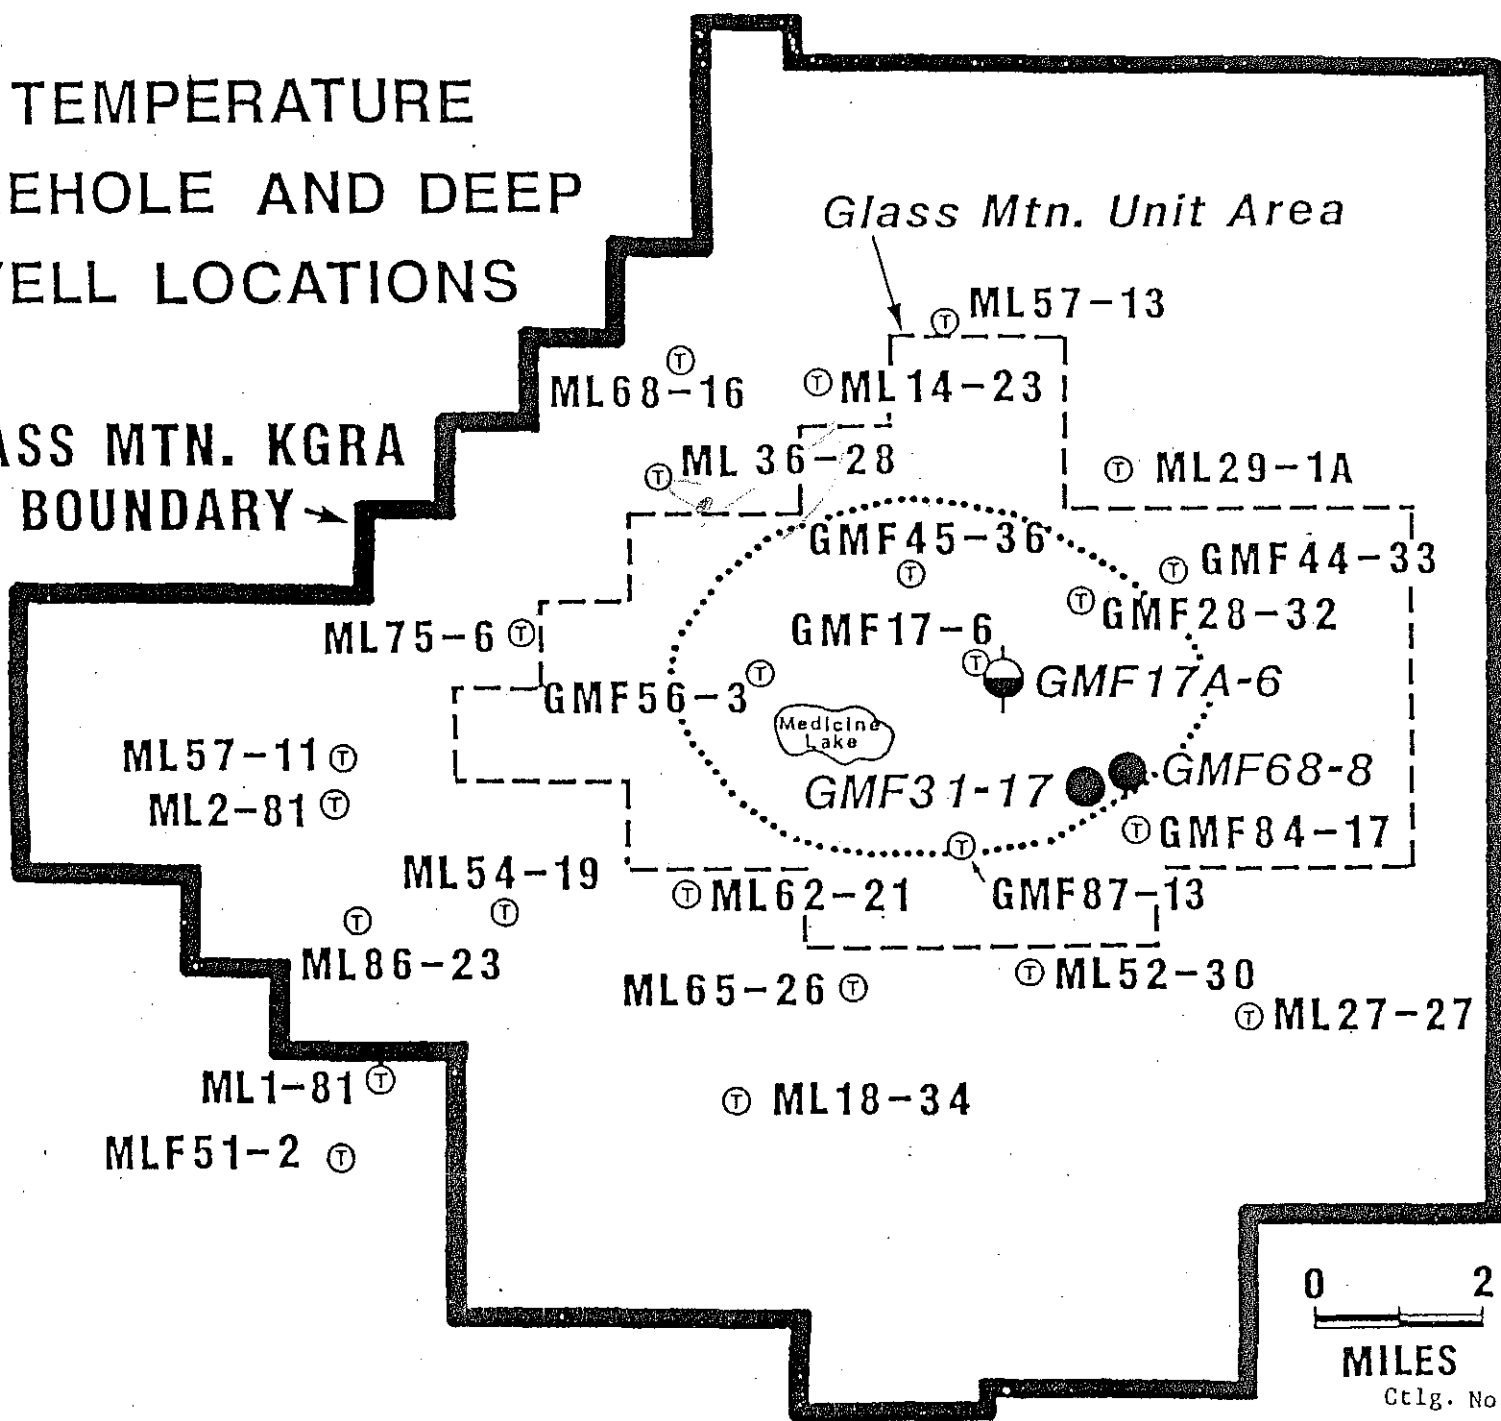 TEMPERATURE
EHOLE AND DEEP
ELL LOCATIONS
Glass Mtn. Unit Area
ML57-13
ML68-16
T ML14-23
ASS MTN. KGRA
BOUNDARY
T ML 36-28
T ML29-1A
GMF45-36
T GMF44-33
T GMF28-32
ML75-6 T
GMF17-6
T
GMF56-3 T
GMF17A-6
Medicine
Lake
ML57-11 T
ML2-81 T
GMF31-17
GMF68-8
T GMF84-17
ML54-19
T
T ML62-21
T
GMF87-13
T
ML86-23
ML65-26 T
T ML52-30
T ML27-27
ML1-81 T
T ML18-34
MLF51-2 T
0 2
MILES
Ctlg. No